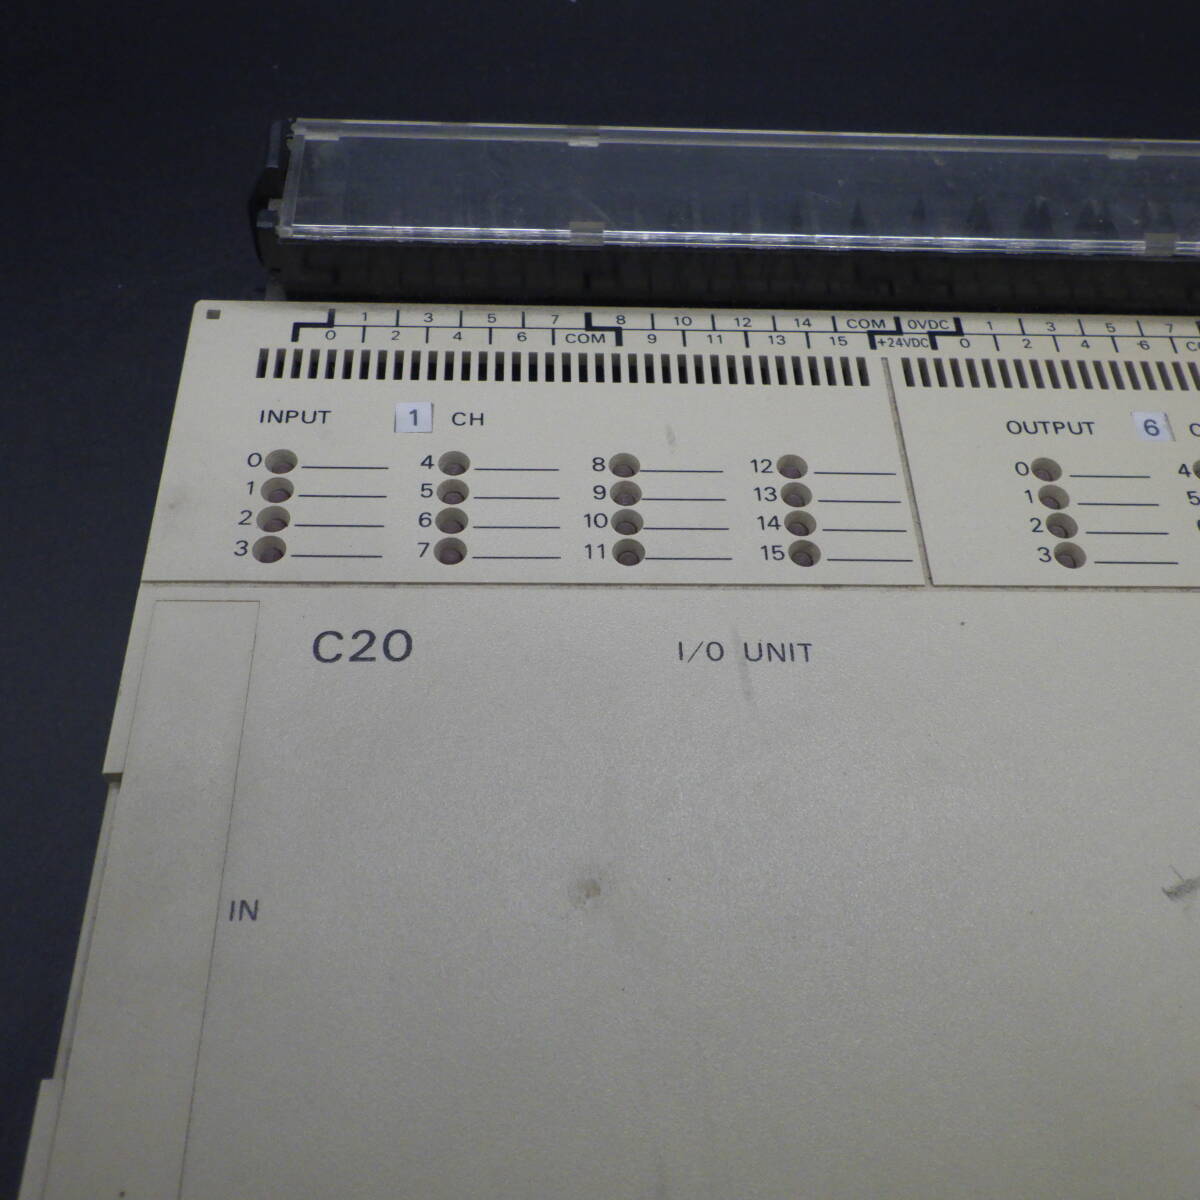 1 3 5 7 8 10 12 14 COM 0VDC 1 3 5 7
0 2 4 6 COM 9 11 13 15 +24VDC 0 2 4 6
INPUT 1 CH
OUTPUT 6
0 4 8 12
1 5 9 13
2 6 10 14
3 7 11 15
0 4
1 5
2
3
C20
I/O UNIT
IN